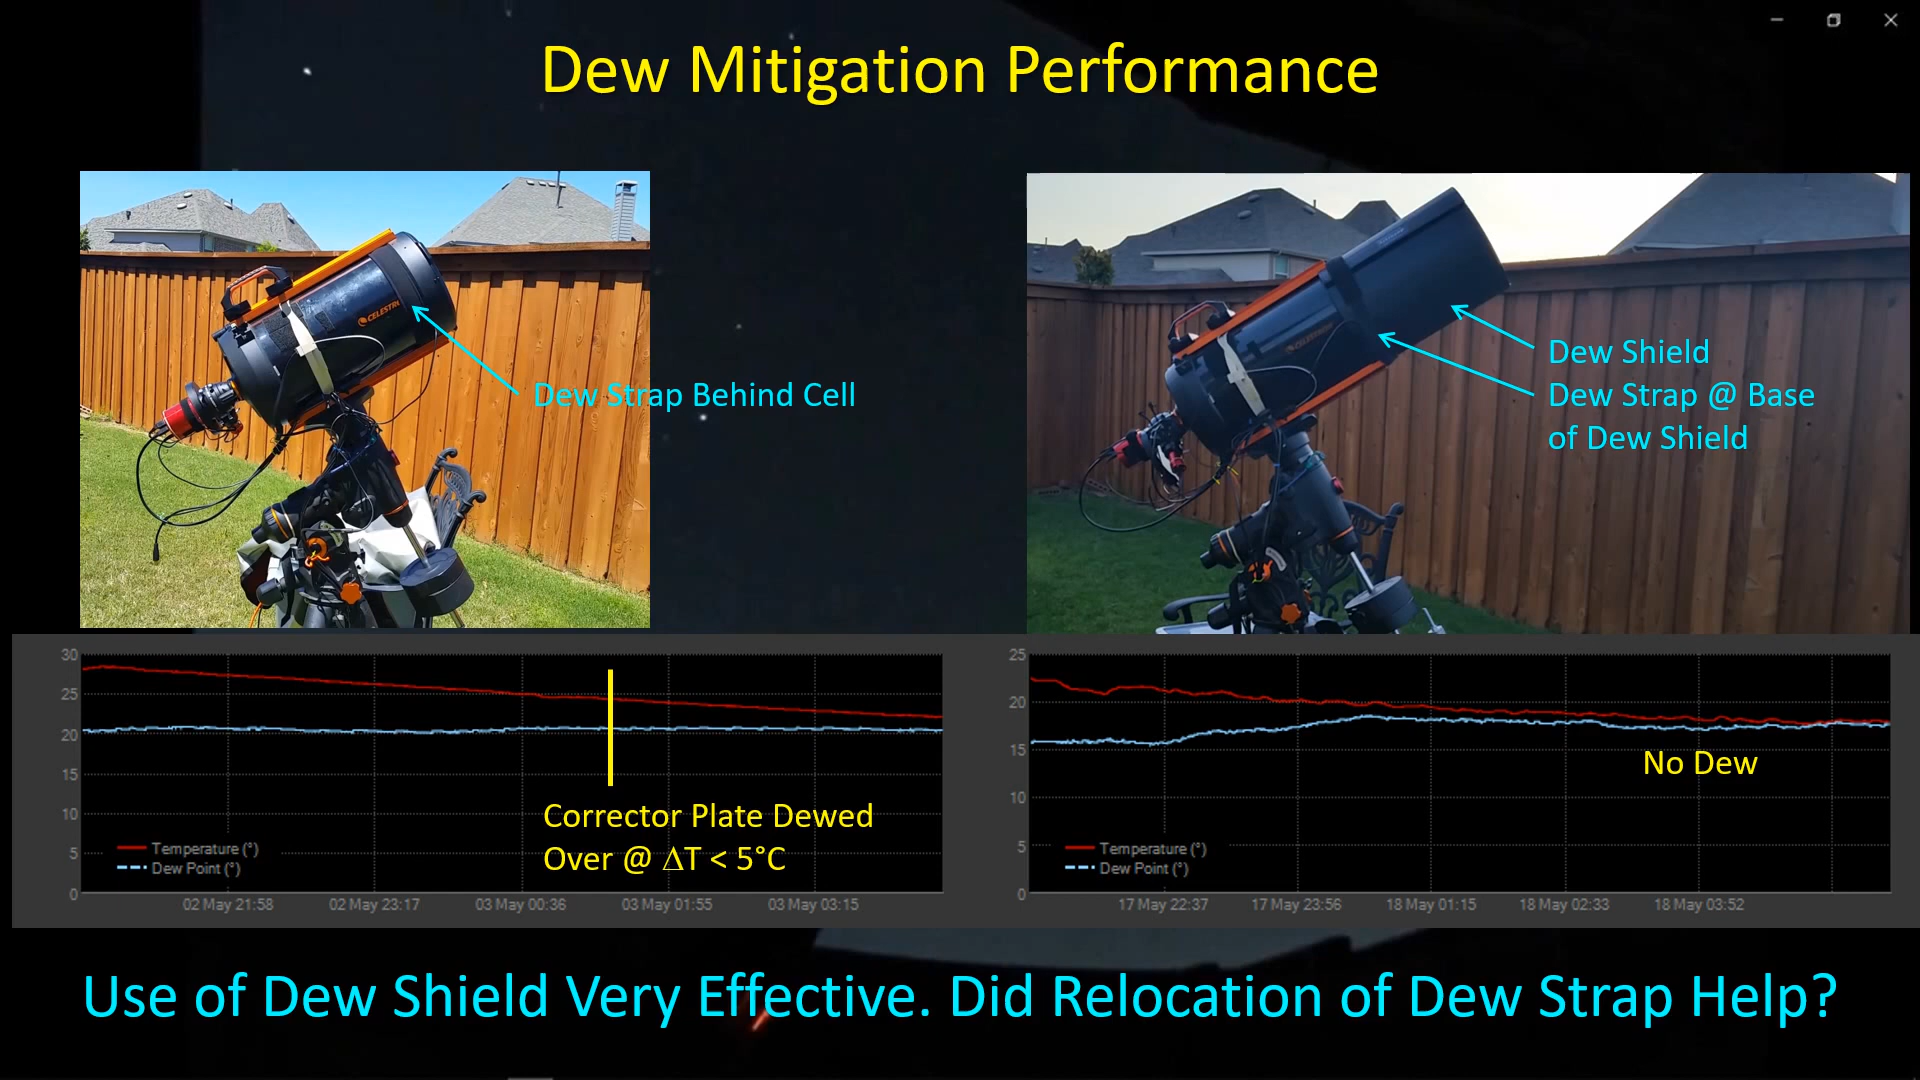 Dew Mitigation Performance
CELESTR
Dew Strap Behind Cell
CELESTRON
Dew Shield
Dew Strap @ Base
of Dew Shield
30
25
20
15
10
5
0
Corrector Plate Dewed
Over @ ΔT < 5°C
Temperature (°)
Dew Point (°)
02 May 21:58
02 May 23:17
03 May 00:36
03 May 01:55
03 May 03:15
25
20
15
10
5
0
No Dew
Temperature (°)
Dew Point (°)
17 May 22:37
17 May 23:56
18 May 01:15
18 May 02:33
18 May 03:52
Use of Dew Shield Very Effective. Did Relocation of Dew Strap Help?